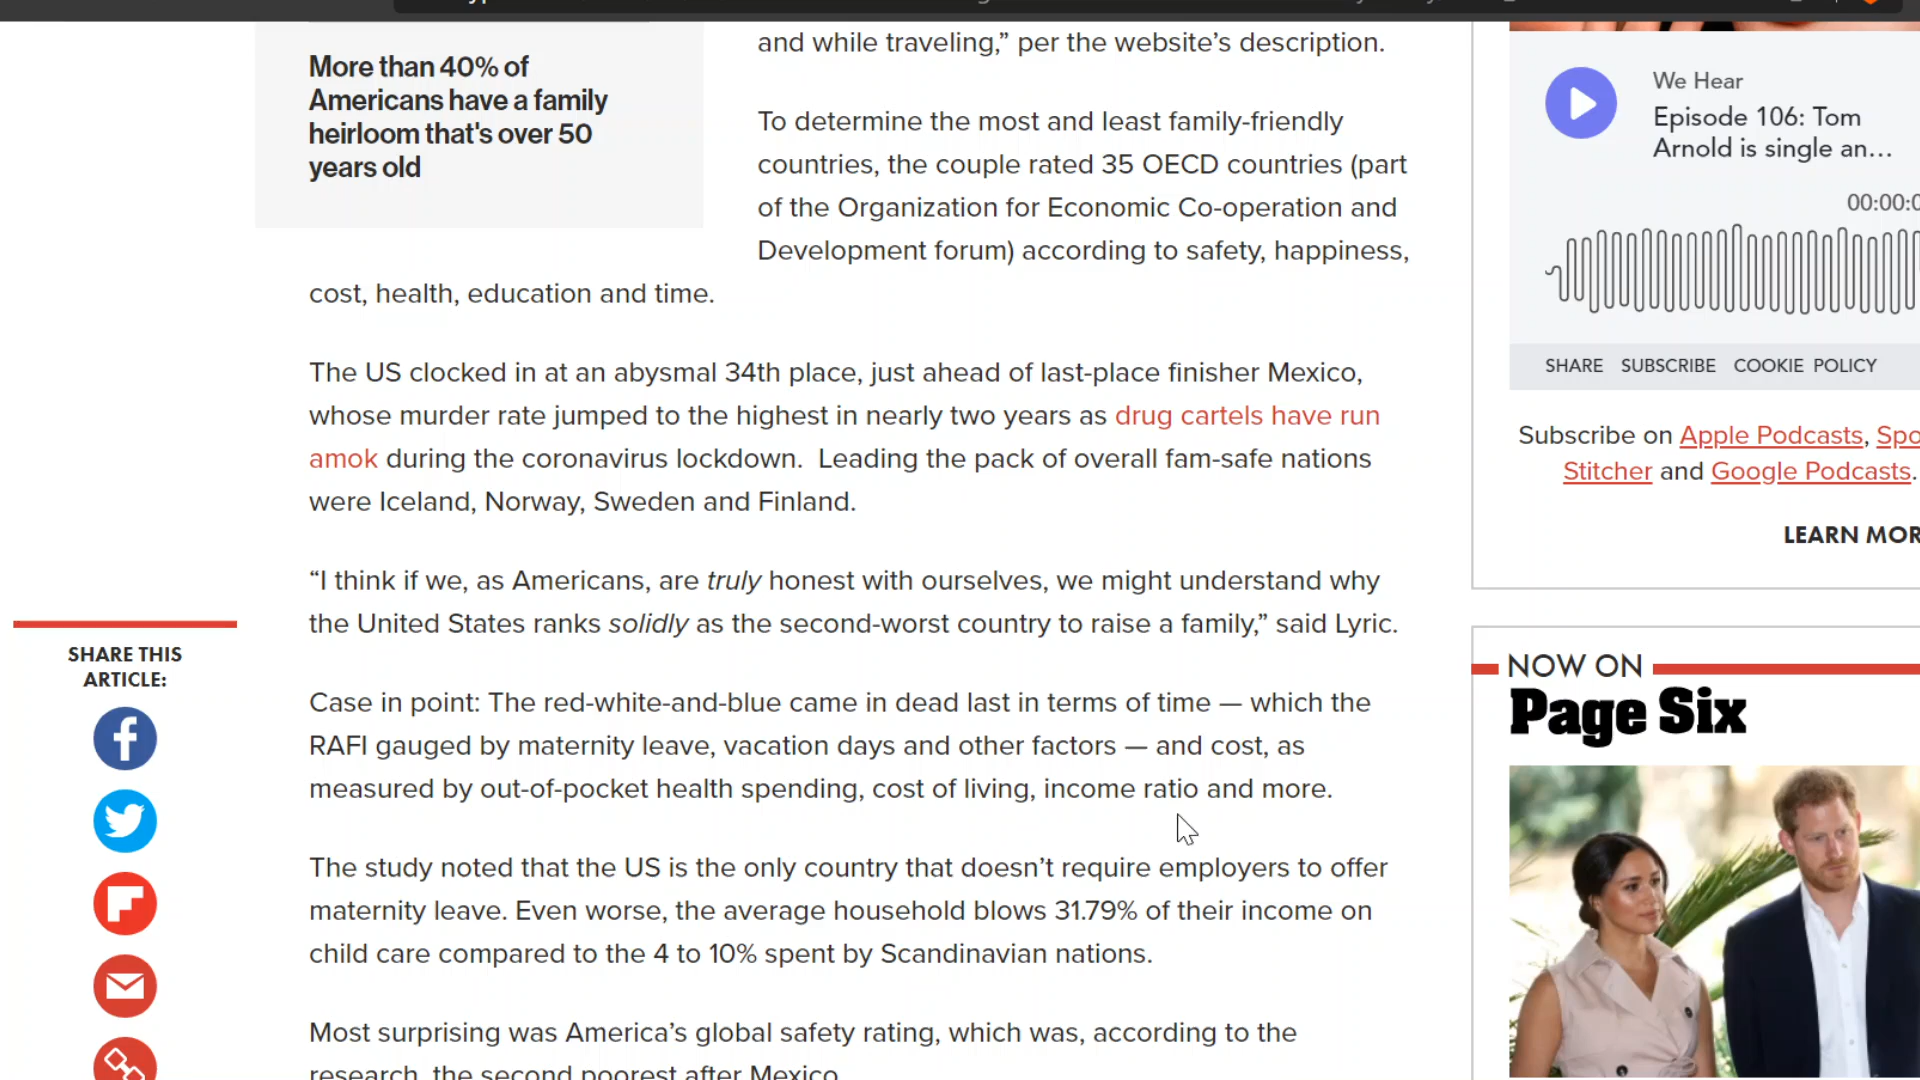 More than 40% of
Americans have a family
heirloom that's over 50
years old
and while traveling,” per the website’s description.
To determine the most and least family-friendly
countries, the couple rated 35 OECD countries (part
of the Organization for Economic Co-operation and
Development forum) according to safety, happiness,
cost, health, education and time.
The US clocked in at an abysmal 34th place, just ahead of last-place finisher Mexico,
whose murder rate jumped to the highest in nearly two years as drug cartels have run
amok during the coronavirus lockdown.  Leading the pack of overall fam-safe nations
were Iceland, Norway, Sweden and Finland.
“I think if we, as Americans, are truly honest with ourselves, we might understand why
the United States ranks solidly as the second-worst country to raise a family,” said Lyric.
Case in point: The red-white-and-blue came in dead last in terms of time — which the
RAFI gauged by maternity leave, vacation days and other factors — and cost, as
measured by out-of-pocket health spending, cost of living, income ratio and more.
The study noted that the US is the only country that doesn’t require employers to offer
maternity leave. Even worse, the average household blows 31.79% of their income on
child care compared to the 4 to 10% spent by Scandinavian nations.
Most surprising was America’s global safety rating, which was, according to the
research, the second poorest after Mexico.
SHARE THIS
ARTICLE:
We Hear
Episode 106: Tom
Arnold is single an...
00:00:0
SHARE SUBSCRIBE COOKIE POLICY
Subscribe on Apple Podcasts, Spo
Stitcher and Google Podcasts.
LEARN MOR
NOW ON
Page Six